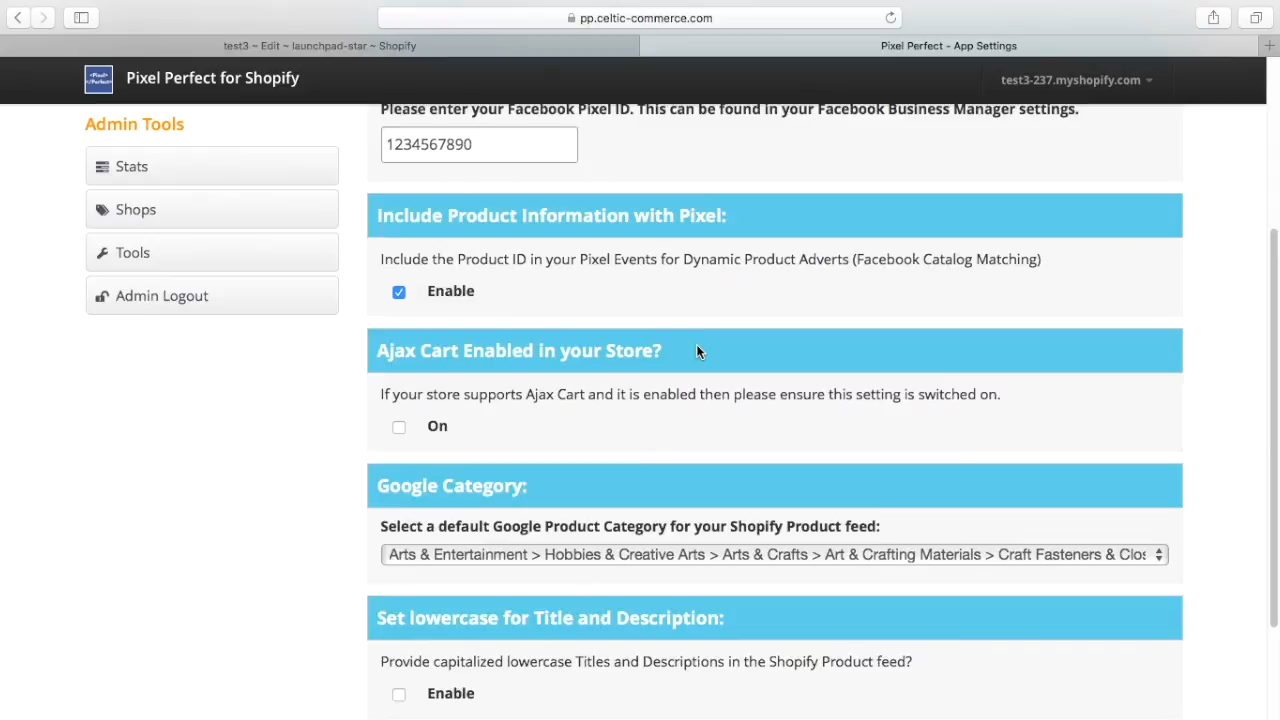 pp.celtic-commerce.com
test3 ~ Edit ~ launchpad-star ~ Shopify
Pixel Perfect - App Settings
<Pixel> </Perfect>
Pixel Perfect for Shopify
test3-237.myshopify.com
Admin Tools
Stats
Shops
Tools
Admin Logout
Please enter your Facebook Pixel ID. This can be found in your Facebook Business Manager settings.
1234567890
Include Product Information with Pixel:
Include the Product ID in your Pixel Events for Dynamic Product Adverts (Facebook Catalog Matching)
Enable
Ajax Cart Enabled in your Store?
If your store supports Ajax Cart and it is enabled then please ensure this setting is switched on.
On
Google Category:
Select a default Google Product Category for your Shopify Product feed:
Arts & Entertainment > Hobbies & Creative Arts > Arts & Crafts > Art & Crafting Materials > Craft Fasteners & Clos
Set lowercase for Title and Description:
Provide capitalized lowercase Titles and Descriptions in the Shopify Product feed?
Enable